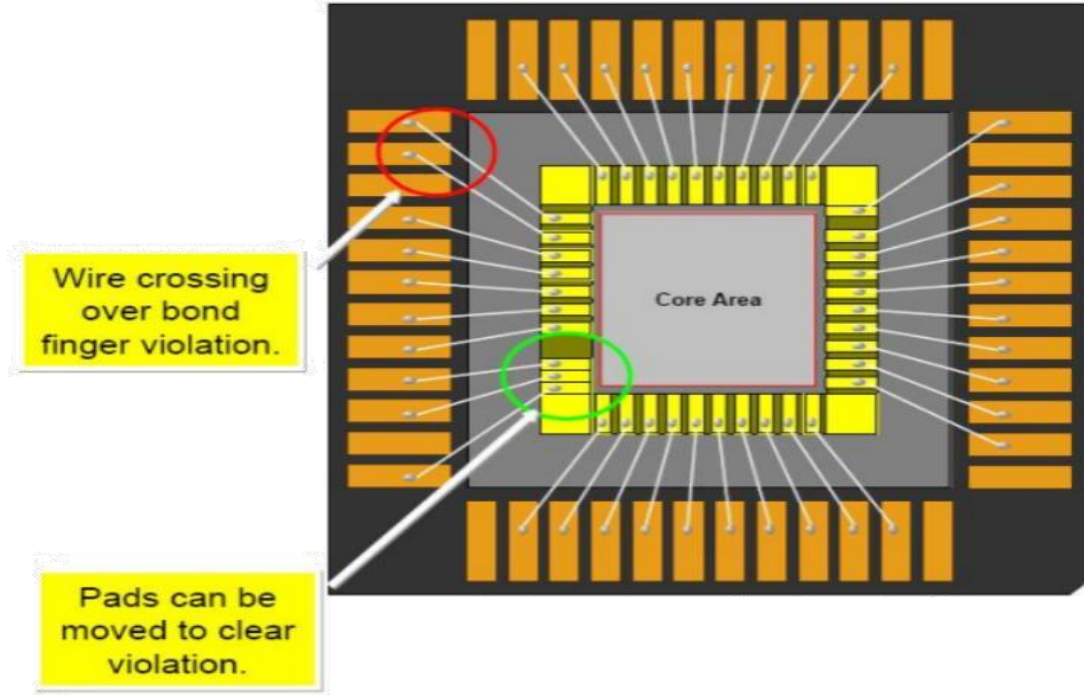 Wire crossing
over bond
finger violation.
Core Area
Pads can be
moved to clear
violation.